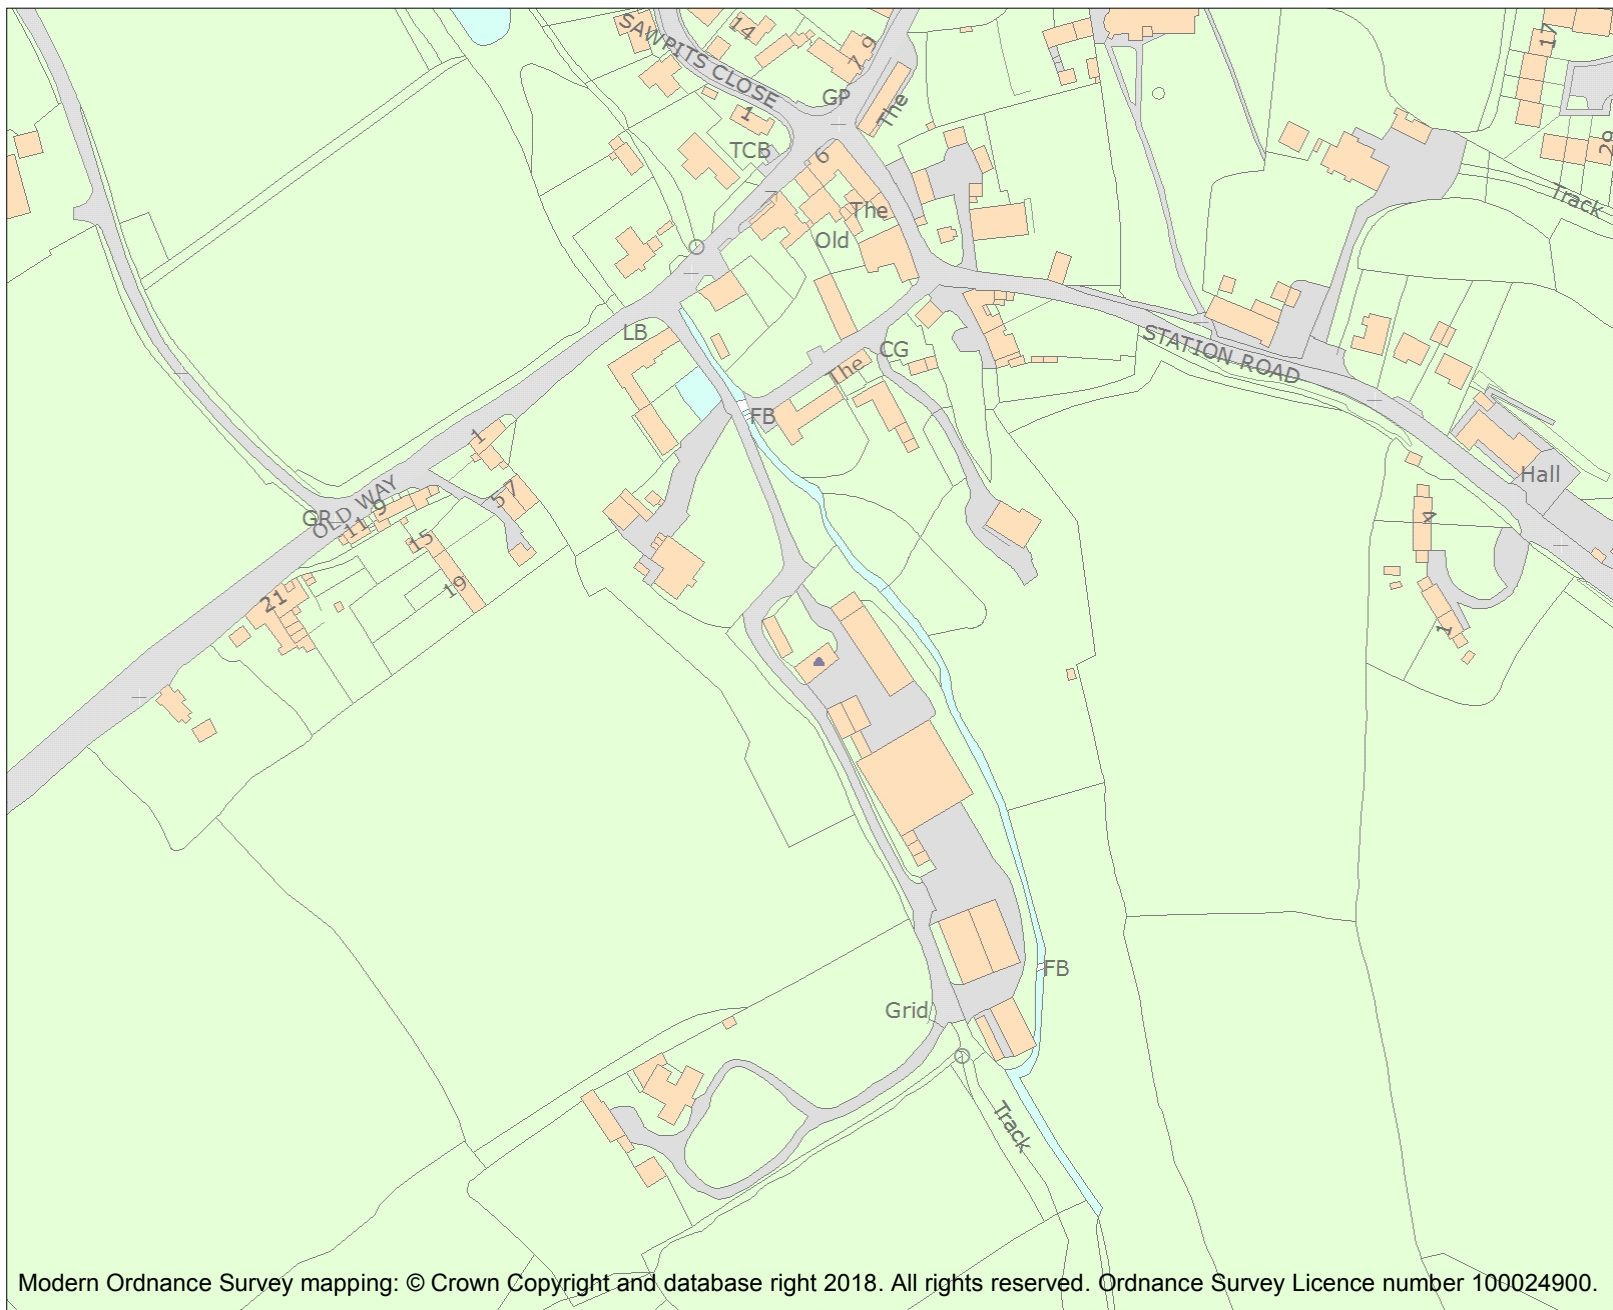 SAWPITS CLOSE
14
7 9
17
GP
The
1
TCB
6
29
Track
The
Old
LB
CG
STATION ROAD
The
FB
1
Hall
57
OLD WAY
GP
11 9
15
4
19
21
1
FB
Grid
Track
Modern Ordnance Survey mapping: © Crown Copyright and database right 2018. All rights reserved. Ordnance Survey Licence number 100024900.